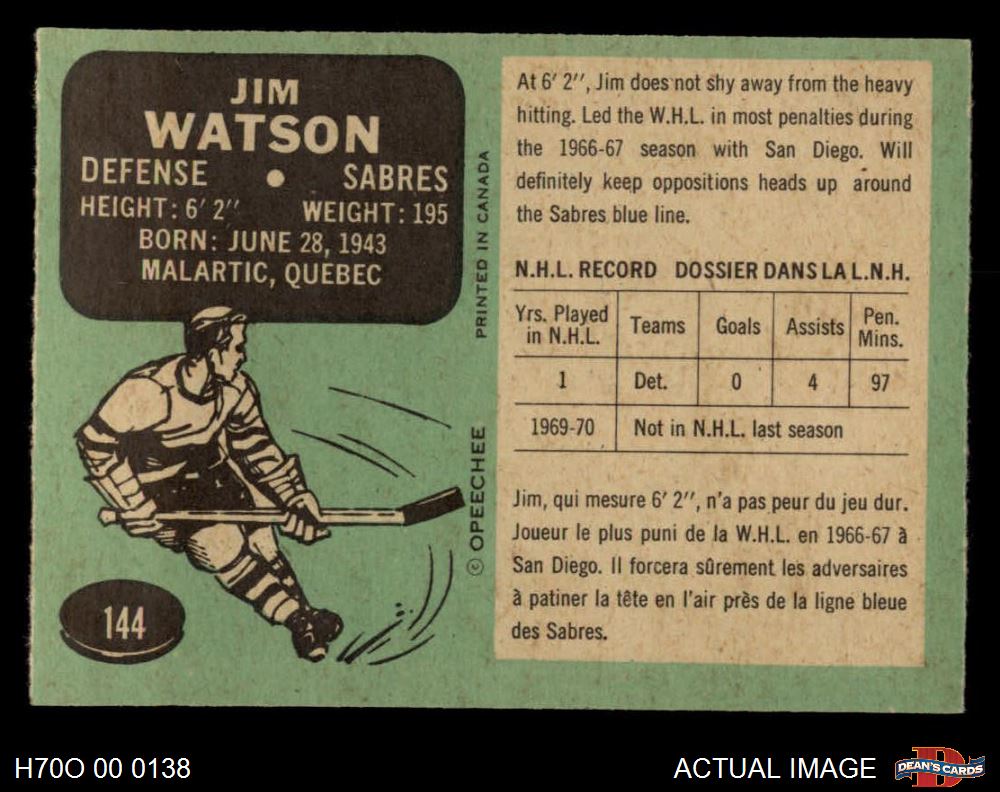 JIM
WATSON
DEFENSE ● SABRES
HEIGHT: 6' 2'' WEIGHT: 195
BORN: JUNE 28, 1943
MALARTIC, QUEBEC
144
PRINTED IN CANADA
© OPEECHEE
At 6' 2'', Jim does not shy away from the heavy
hitting. Led the W.H.L. in most penalties during
the 1966-67 season with San Diego. Will
definitely keep oppositions heads up around
the Sabres blue line.
N.H.L. RECORD DOSSIER DANS LA L.N.H.
Yrs. Played in N.H.L. Teams Goals Assists Pen. Mins.
1 Det. 0 4 97
1969-70 Not in N.H.L. last season
Jim, qui mesure 6' 2'', n'a pas peur du jeu dur.
Joueur le plus puni de la W.H.L. en 1966-67 à
San Diego. Il forcera sûrement les adversaires
à patiner la tête en l'air près de la ligne bleue
des Sabres.
H70O 00 0138
ACTUAL IMAGE
DEAN'S CARDS